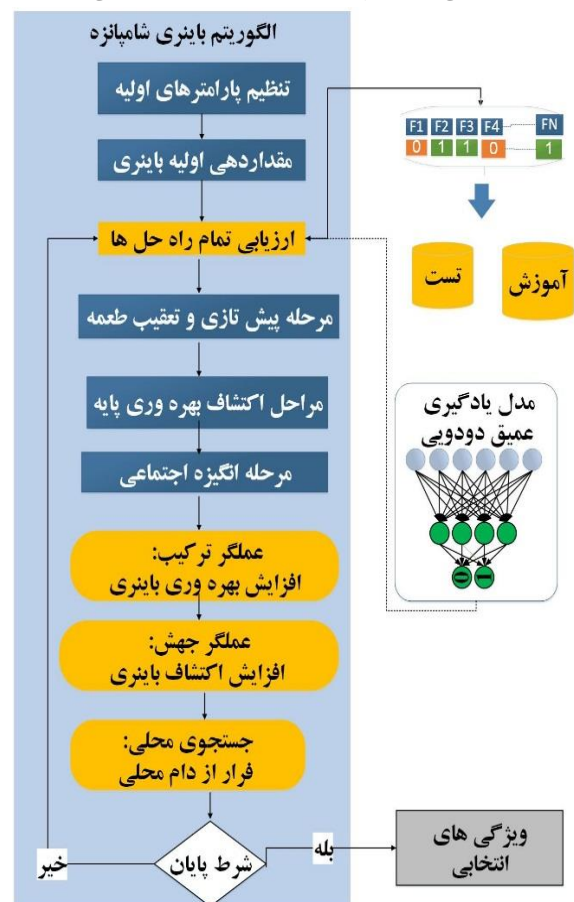 الگوریتم باینری شامپانزه
تنظیم پارامترهای اولیه
مقداردهی اولیه باینری
ارزیابی تمام راه حل ها
مرحله پیش تازی و تعقیب طعمه
مراحل اکتشاف بهره وری پایه
مرحله انگیزه اجتماعی
عملگر ترکیب:
افزایش بهره وری باینری
عملگر جهش:
افزایش اکتشاف باینری
جستجوی محلی:
فرار از دام محلی
شرط پایان
خیر
بله
ویژگی های
انتخابی
F1 F2 F3 F4 FN
0 1 1 0 1
آموزش
تست
مدل یادگیری
عمیق دودویی
0 1